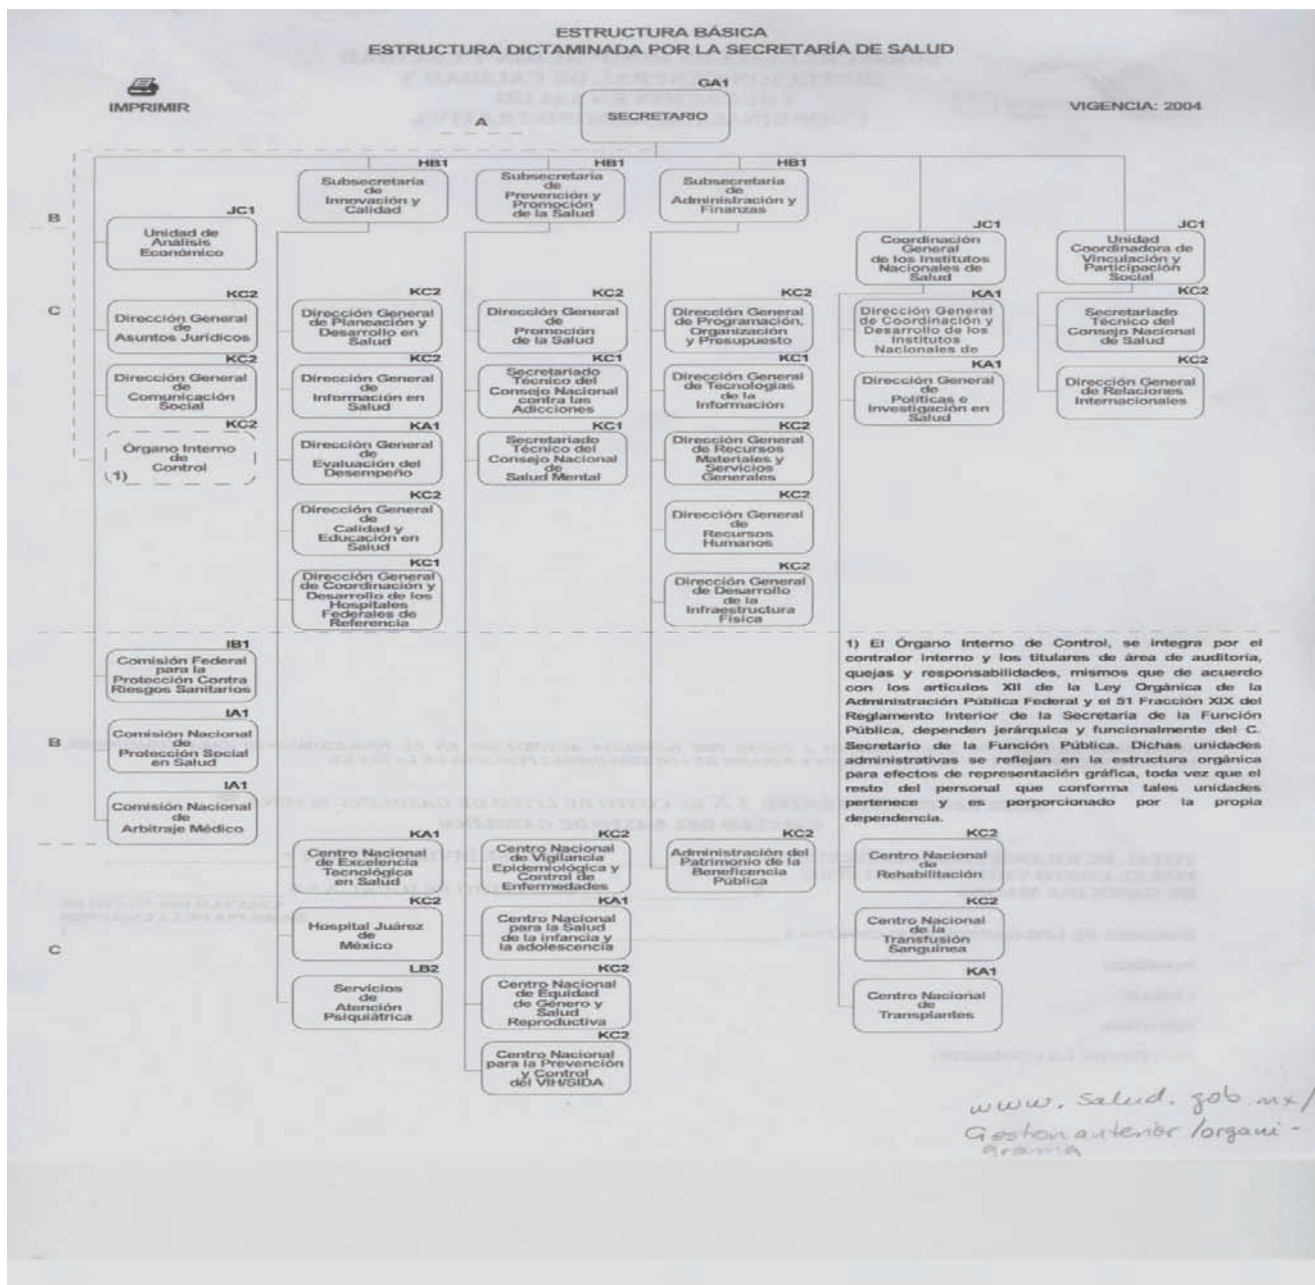 ESTRUCTURA BÁSICA
ESTRUCTURA DICTAMINADA POR LA SECRETARÍA DE SALUD
IMPRIMIR
VIGENCIA: 2004
GA1
SECRETARIO
A
HB1
Subsecretaría
de
Innovación y
Calidad
HB1
Subsecretaría
de
Prevención y
Promoción
de la Salud
HB1
Subsecretaría
de
Administración y
Finanzas
B
JC1
Unidad de
Análisis
Económico
JC1
Coordinación
General
de los Institutos
Nacionales de
Salud
JC1
Unidad
Coordinadora de
Vinculación y
Participación
Social
C
KC2
Dirección General
de
Asuntos Jurídicos
KC2
Dirección General
de
Comunicación
Social
KC2
Órgano Interno
de
Control
1)
KC2
Dirección General
de Planeación y
Desarrollo en
Salud
KC2
Dirección General
de
Información en
Salud
KA1
Dirección General
de
Evaluación del
Desempeño
KC2
Dirección General
de
Calidad y
Educación en
Salud
KC1
Dirección General
de Coordinación y
Desarrollo de los
Hospitales
Federales de
Referencia
KC2
Dirección General
de
Promoción
de la Salud
KC1
Secretariado
Técnico del
Consejo Nacional
contra las
Adicciones
KC1
Secretariado
Técnico del
Consejo Nacional
de
Salud Mental
KC2
Dirección General
de Programación,
Organización
y Presupuesto
KC1
Dirección General
de Tecnologías
de la
Información
KC2
Dirección General
de Recursos
Materiales y
Servicios
Generales
KC2
Dirección General
de
Recursos
Humanos
KC2
Dirección General
de Desarrollo
de la
Infraestructura
Física
KA1
Dirección General
de Coordinación y
Desarrollo de los
Institutos
Nacionales de
KA1
Dirección General
de
Políticas e
Investigación en
Salud
KC2
Secretariado
Técnico del
Consejo Nacional
de Salud
KC2
Dirección General
de Relaciones
Internacionales
B
IB1
Comisión Federal
para la
Protección Contra
Riesgos Sanitarios
IA1
Comisión Nacional
de
Protección Social
en Salud
IA1
Comisión Nacional
de
Arbitraje Médico
1) El Órgano Interno de Control, se integra por el
contralor interno y los titulares de área de auditoría,
quejas y responsabilidades, mismos que de acuerdo
con los artículos XII de la Ley Orgánica de la
Administración Pública Federal y el 51 Fracción XIX del
Reglamento Interior de la Secretaría de la Función
Pública, dependen jerárquica y funcionalmente del C.
Secretario de la Función Pública. Dichas unidades
administrativas se reflejan en la estructura orgánica
para efectos de representación gráfica, toda vez que el
resto del personal que conforma tales unidades
pertenece y es porporcionado por la propia
dependencia.
C
KA1
Centro Nacional
de Excelencia
Tecnológica
en Salud
KC2
Hospital Juárez
de
México
LB2
Servicios
de
Atención
Psiquiátrica
KC2
Centro Nacional
de Vigilancia
Epidemiológica y
Control de
Enfermedades
KA1
Centro Nacional
para la Salud
de la infancia y
la adolescencia
KC2
Centro Nacional
de Equidad
de Género y
Salud
Reproductiva
KC2
Centro Nacional
para la Prevención
y Control
del VIH/SIDA
KC2
Administración del
Patrimonio de la
Beneficencia
Pública
KC2
Centro Nacional
de
Rehabilitación
KC2
Centro Nacional
de la
Transfusión
Sanguínea
KA1
Centro Nacional
de
Transplantes
www.salud.gob.mx/
Gestion anterior/organi-
grama